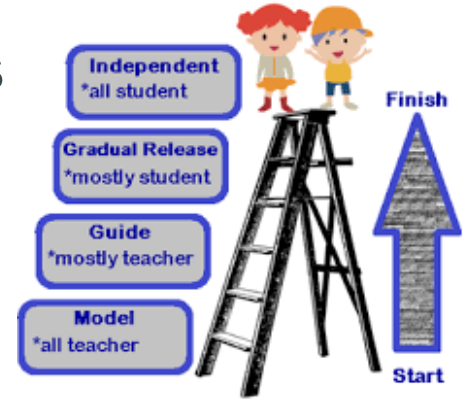 s
Independent
*all student
Finish
Gradual Release
*mostly student
Guide
*mostly teacher
Model
*all teacher
Start